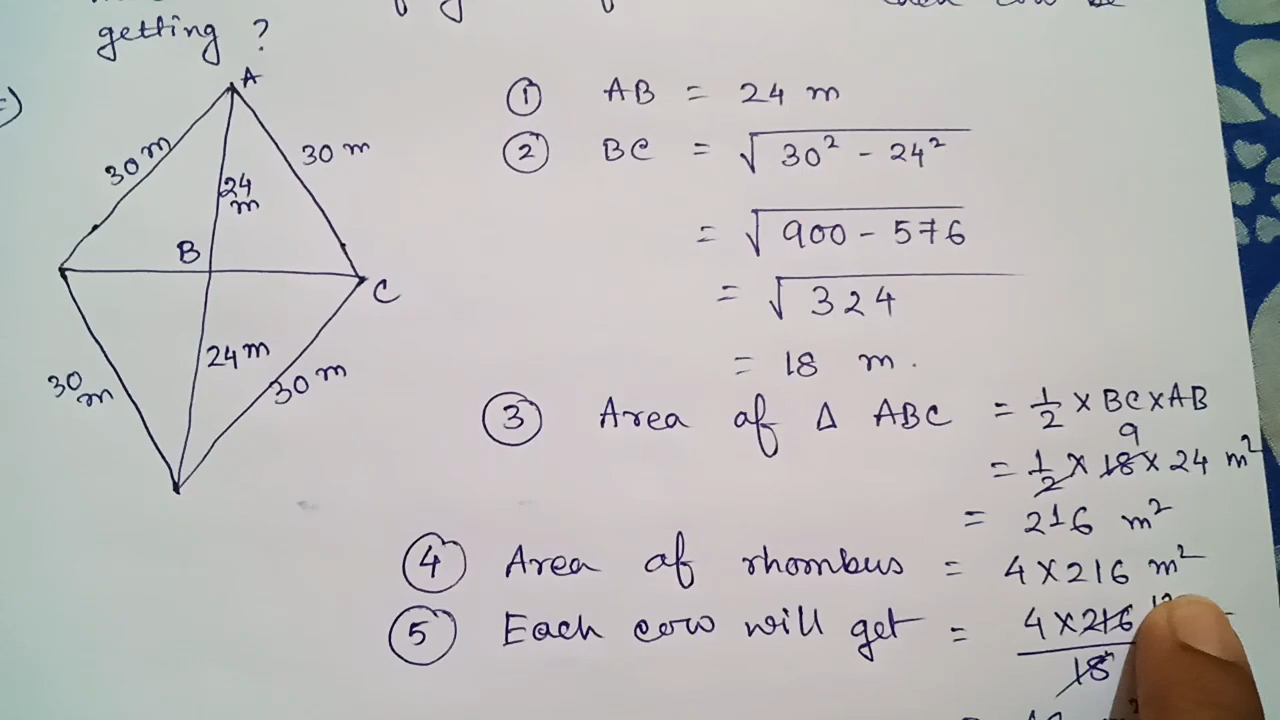 getting ?
A
30 m
30 m
24 m
B
C
24 m
30 m
30 m
① AB = 24 m
② BC = √30² - 24²
= √900 - 576
= √324
= 18 m.
③ Area of Δ ABC = 1/2 × BC × AB
9
= 1/2 × 18 × 24 m²
= 216 m²
④ Area of rhombus = 4 × 216 m²
⑤ Each cow will get = 4 × 216 / 18